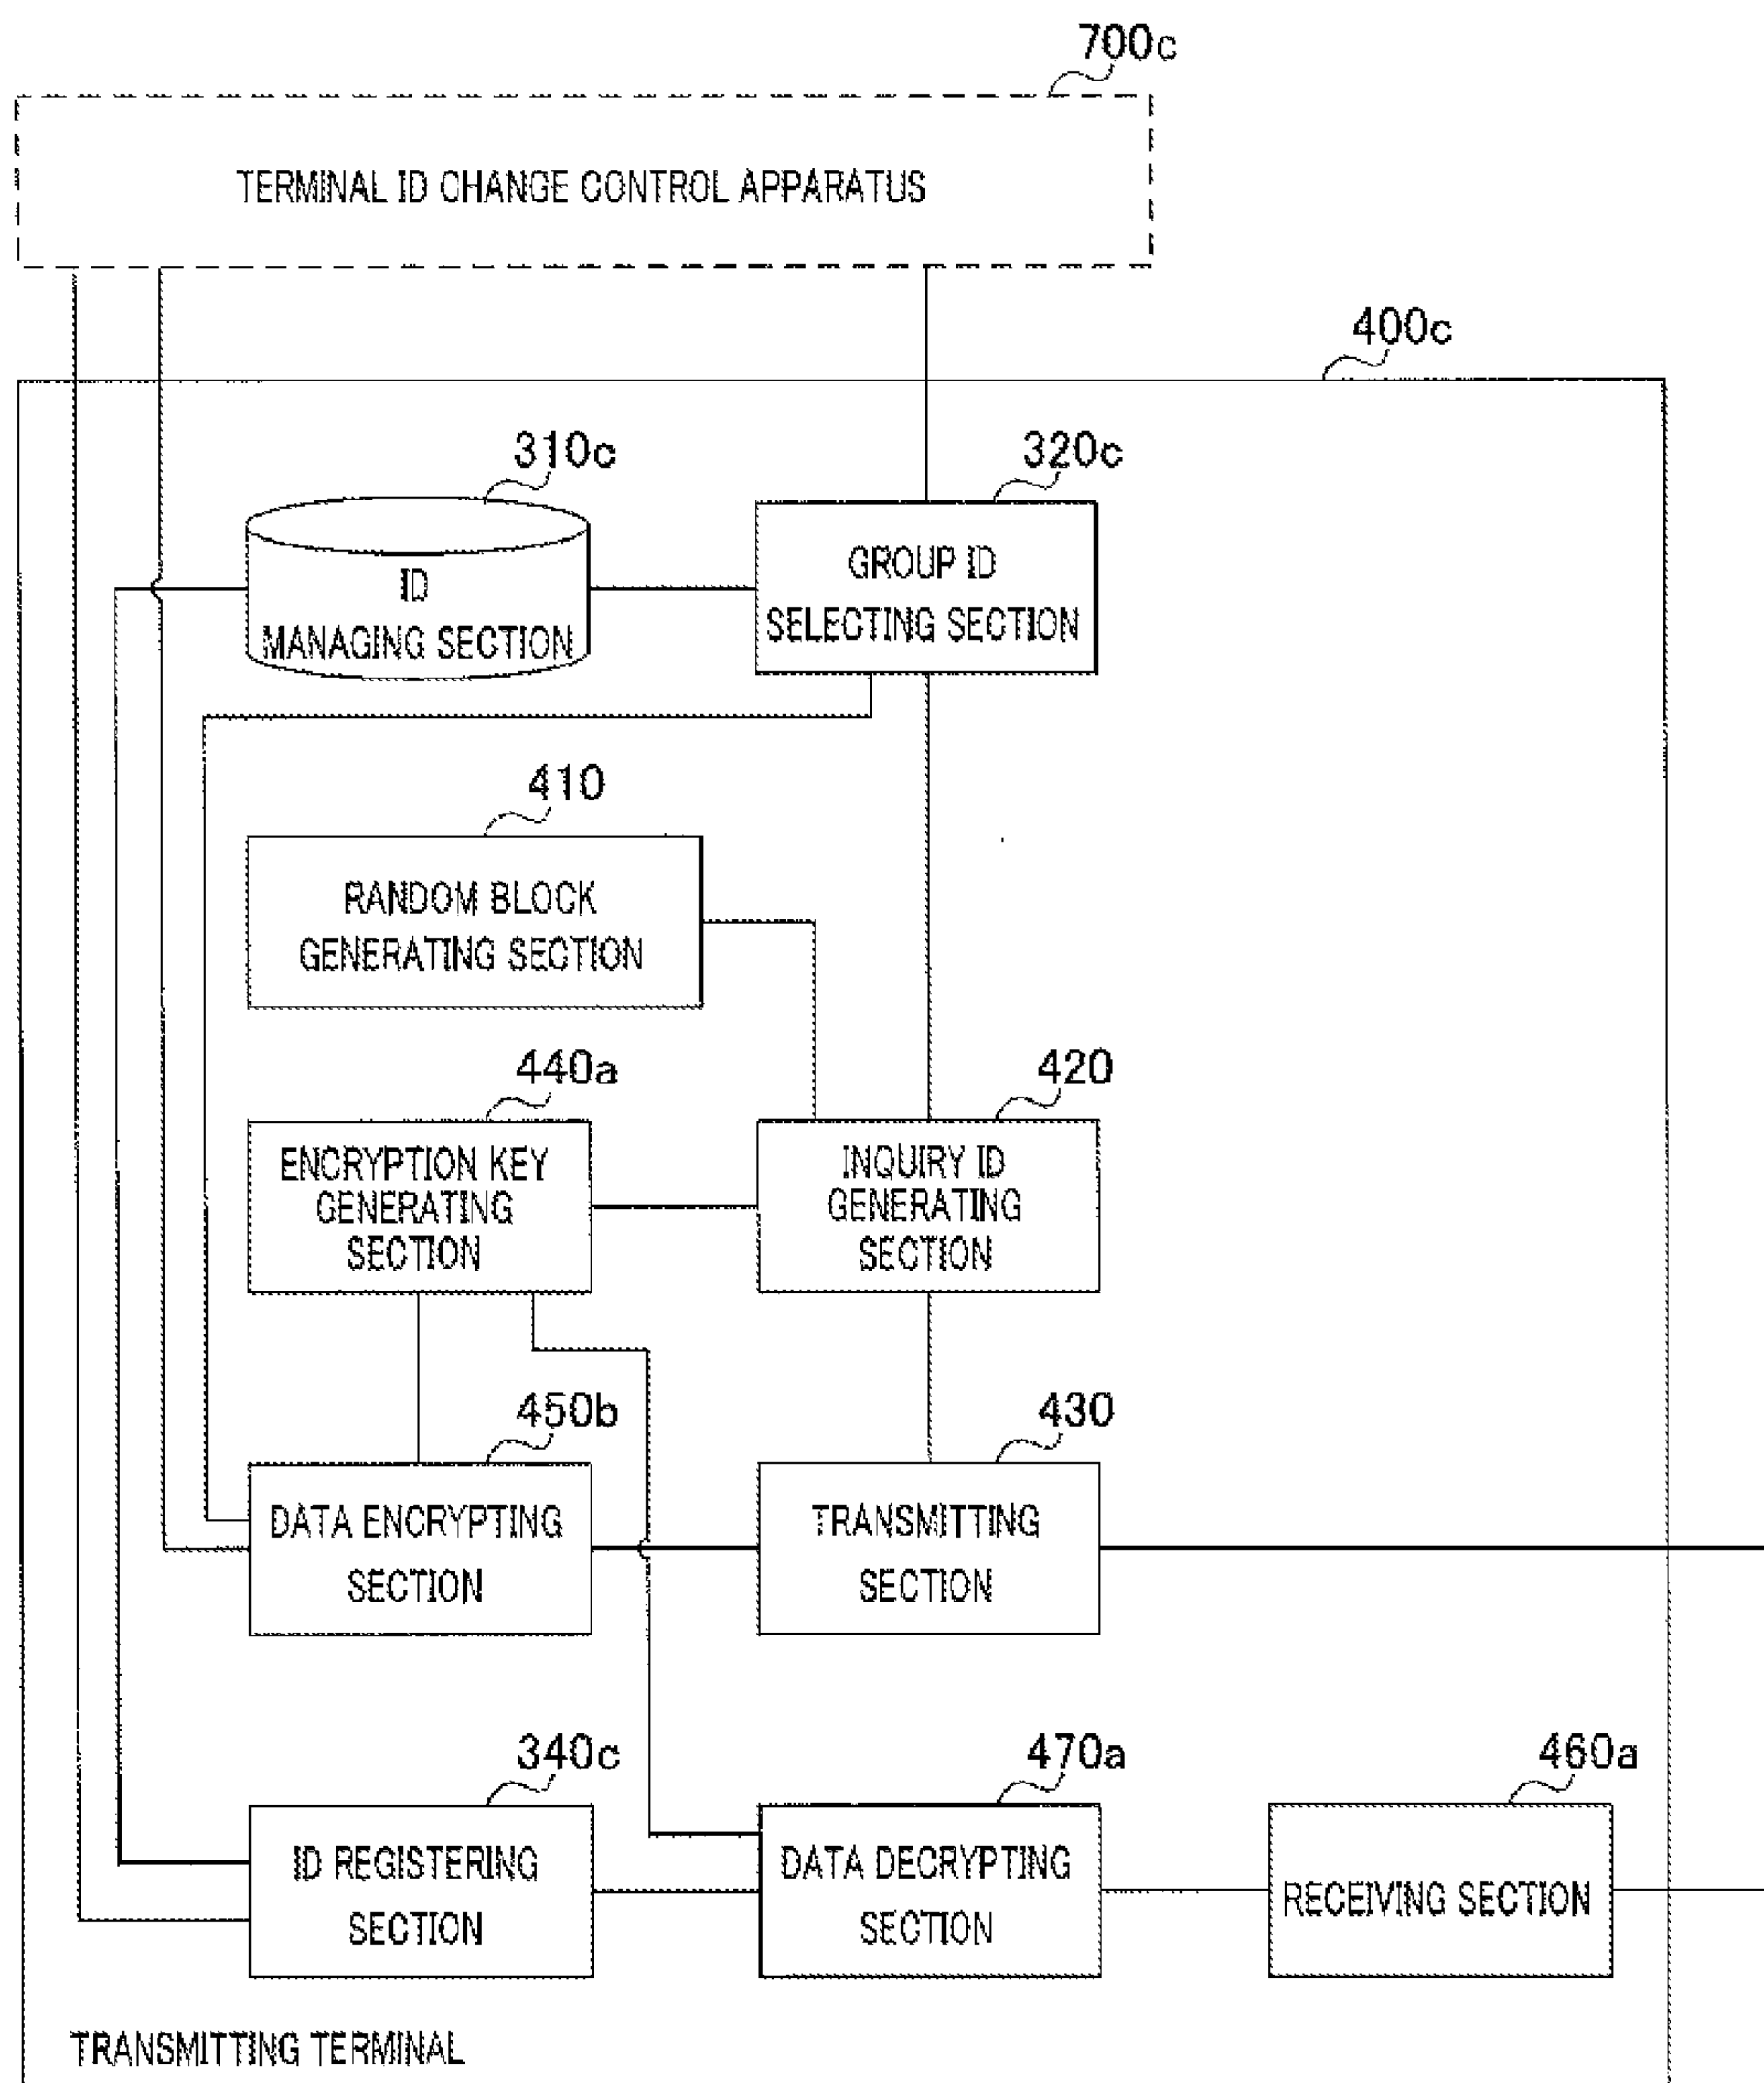 700c
TERMINAL ID CHANGE CONTROL APPARATUS
400c
310c
320c
ID
MANAGING SECTION
GROUP ID
SELECTING SECTION
410
RANDOM BLOCK
GENERATING SECTION
440a
420
ENCRYPTION KEY
GENERATING
SECTION
INQUIRY ID
GENERATING
SECTION
450b
430
DATA ENCRYPTING
SECTION
TRANSMITTING
SECTION
340c
470a
460a
ID REGISTERING
SECTION
DATA DECRYPTING
SECTION
RECEIVING SECTION
TRANSMITTING TERMINAL